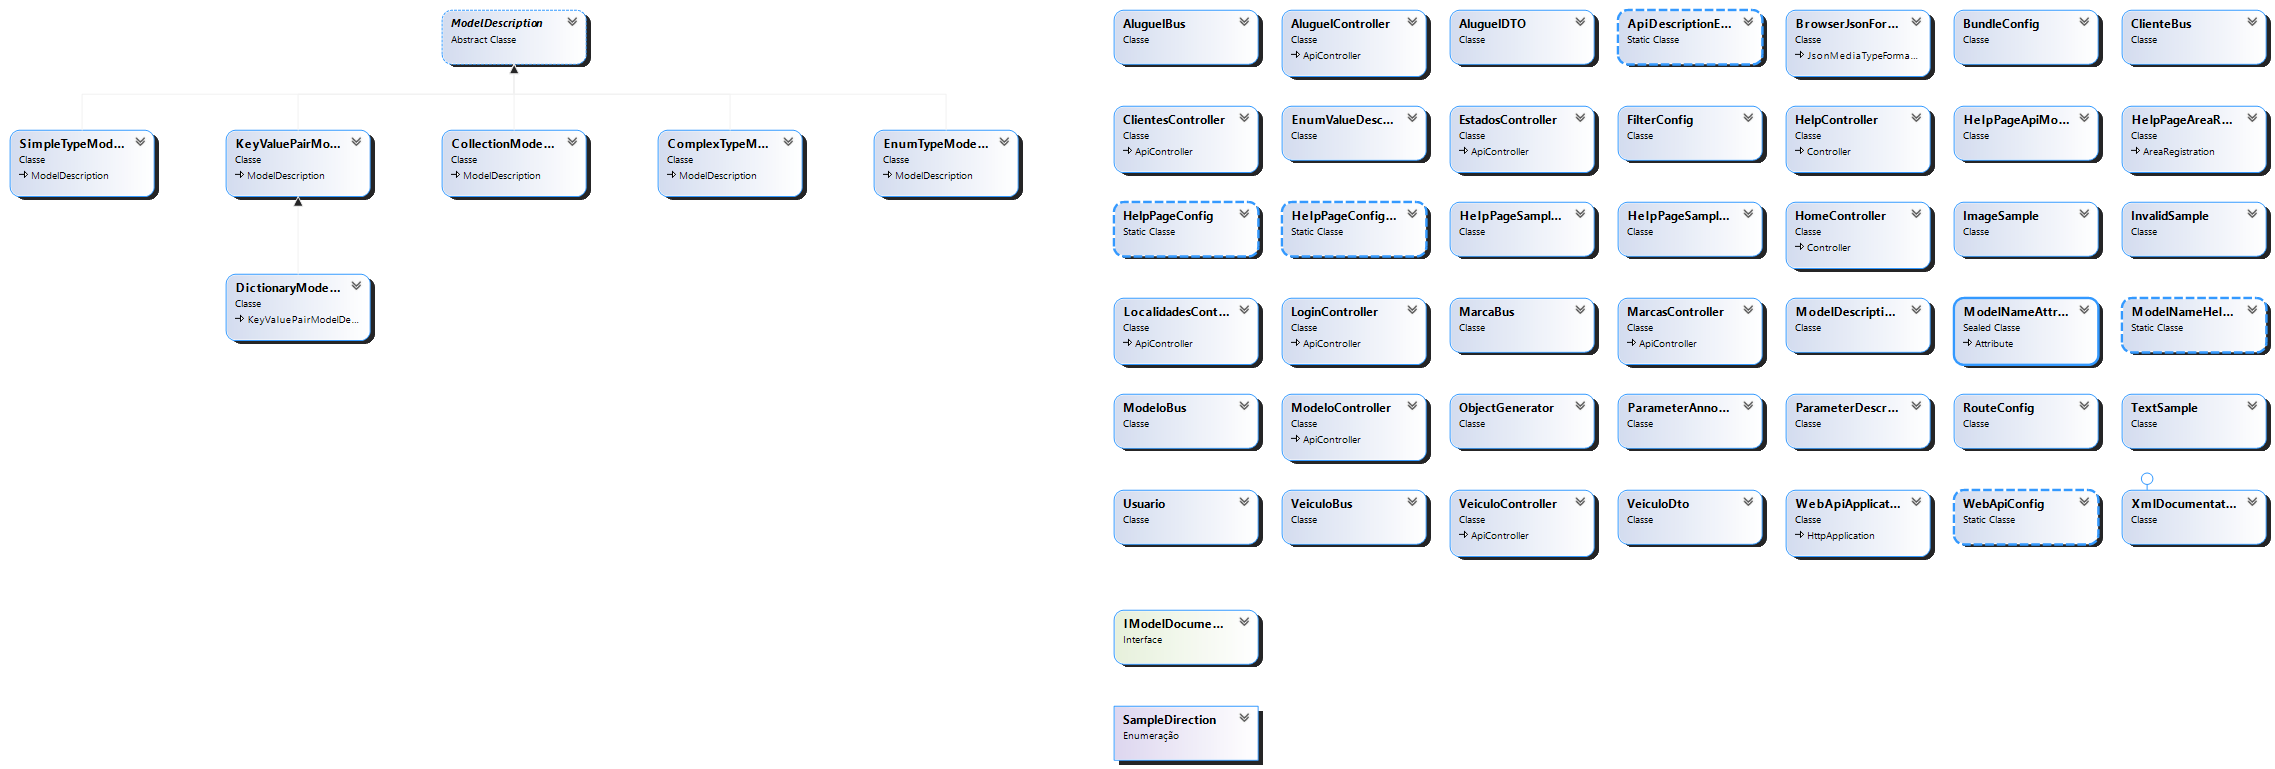 ModelDescription
Abstract Classe
SimpleTypeMod...
Classe
ModelDescription
KeyValuePairMo...
Classe
ModelDescription
CollectionMode...
Classe
ModelDescription
ComplexTypeM...
Classe
ModelDescription
EnumTypeMode...
Classe
ModelDescription
DictionaryMode...
Classe
KeyValuePairModelDe...
AluguelBus
Classe
AluguelController
Classe
ApiController
AluguelDTO
Classe
ApiDescriptionE...
Static Classe
BrowserJsonFor...
Classe
JsonMediaTypeForma...
BundleConfig
Classe
ClienteBus
Classe
ClientesController
Classe
ApiController
EnumValueDesc...
Classe
EstadosController
Classe
ApiController
FilterConfig
Classe
HelpController
Classe
Controller
HelpPageApiMo...
Classe
HelpPageAreaR...
Classe
AreaRegistration
HelpPageConfig
Static Classe
HelpPageConfig...
Static Classe
HelpPageSampl...
Classe
HelpPageSampl...
Classe
HomeController
Classe
Controller
ImageSample
Classe
InvalidSample
Classe
LocalidadesCont...
Classe
ApiController
LoginController
Classe
ApiController
MarcaBus
Classe
MarcasController
Classe
ApiController
ModelDescripti...
Classe
ModelNameAttr...
Sealed Classe
Attribute
ModelNameHel...
Static Classe
ModeloBus
Classe
ModeloController
Classe
ApiController
ObjectGenerator
Classe
ParameterAnno...
Classe
ParameterDescr...
Classe
RouteConfig
Classe
TextSample
Classe
Usuario
Classe
VeiculoBus
Classe
VeiculoController
Classe
ApiController
VeiculoDto
Classe
WebApiApplicat...
Classe
HttpApplication
WebApiConfig
Static Classe
XmlDocumentat...
Classe
IModelDocume...
Interface
SampleDirection
Enumeração